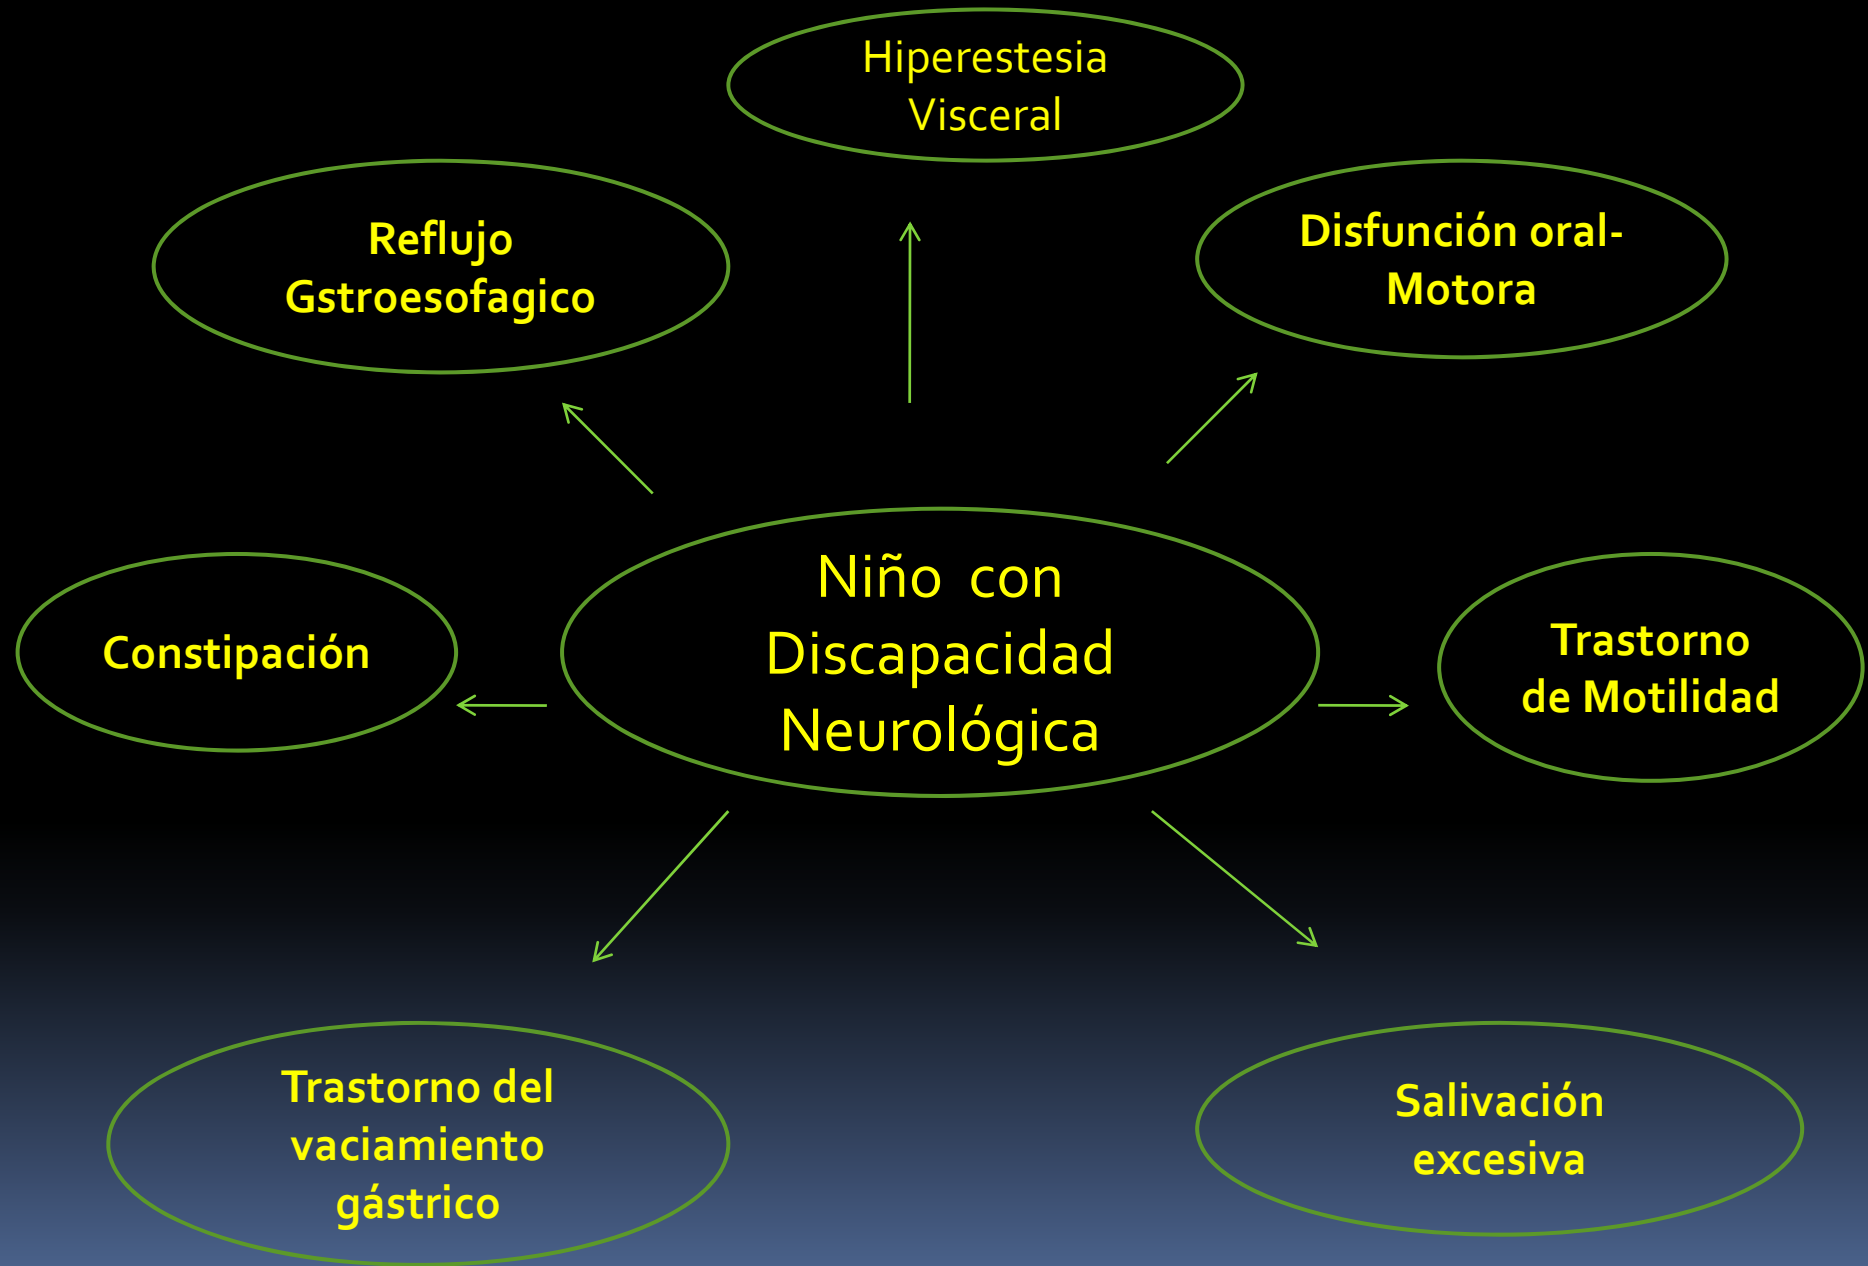 Hiperestesia
Visceral
Reflujo
Gstroesofagico
Disfunción oral-
Motora
Niño con
Discapacidad
Neurológica
Constipación
Trastorno
de Motilidad
Trastorno del
vaciamiento
gástrico
Salivación
excesiva